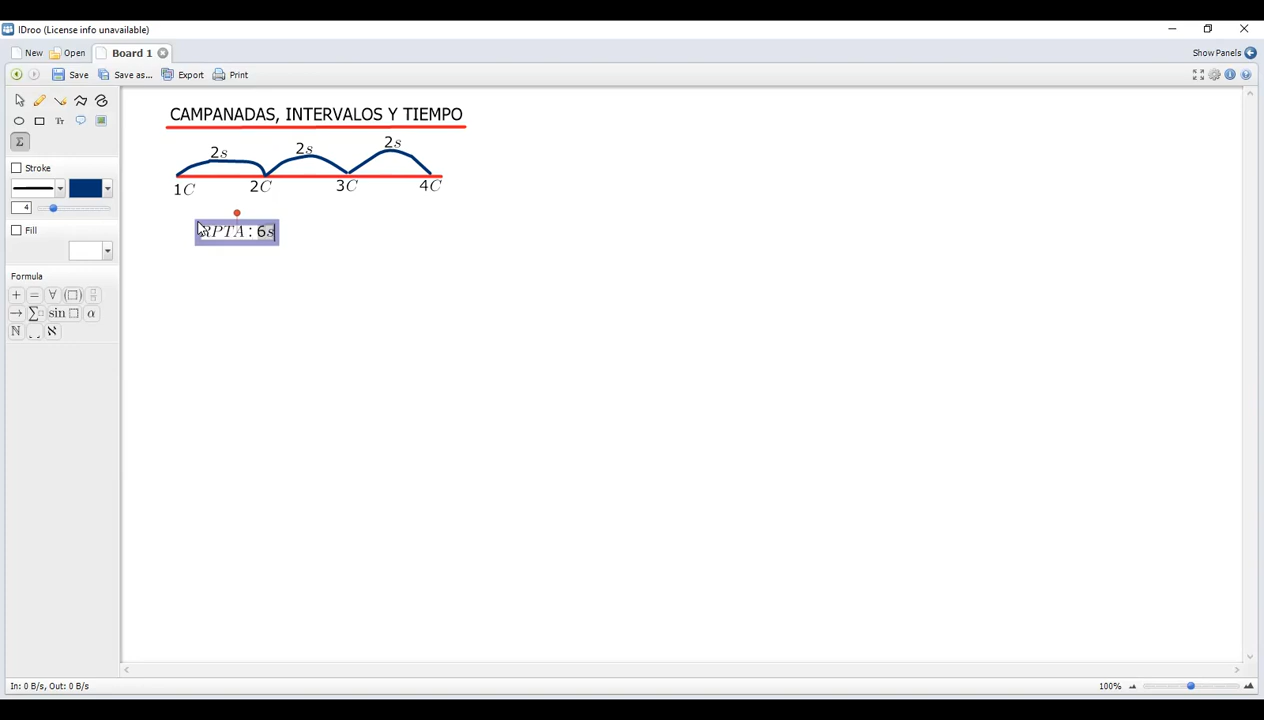 IDroo (License info unavailable)
New Open Board 1 Show Panels
Save Save as... Export Print
CAMPANADAS, INTERVALOS Y TIEMPO
2s 2s 2s
1C 2C 3C 4C
RPTA: 6s
Stroke
4
Fill
Formula
+ = ∀ (□)
→ ∑□ sin □ α
ℕ ℵ
In: 0 B/s, Out: 0 B/s 100%